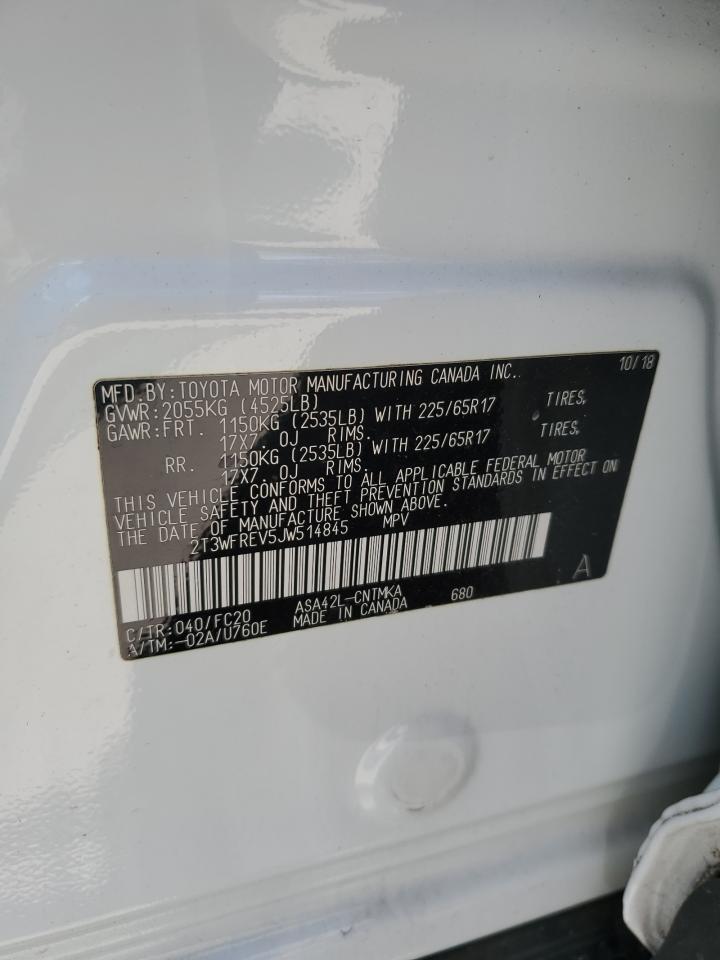 MFD.BY:TOYOTA MOTOR MANUFACTURING CANADA INC. 10/18
GVWR:2055KG (4525LB)
GAWR:FRT. 1150KG (2535LB) WITH 225/65R17 TIRES,
17X7.0J RIMS.
RR. 1150KG (2535LB) WITH 225/65R17 TIRES,
17X7.0J RIMS.
THIS VEHICLE CONFORMS TO ALL APPLICABLE FEDERAL MOTOR
VEHICLE SAFETY AND THEFT PREVENTION STANDARDS IN EFFECT ON
THE DATE OF MANUFACTURE SHOWN ABOVE.
2T3WFREV5JW514845 MPV
A
C/TR:040/FC20 ASA42L-CNTMKA 680
A/TM:-02A/U760E MADE IN CANADA